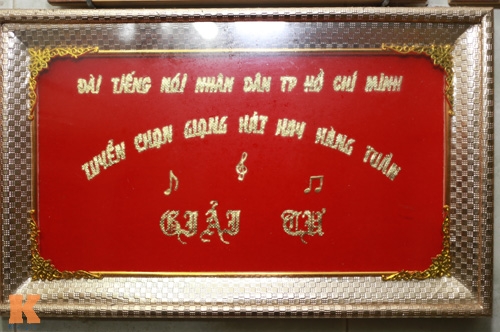 ĐÀI TIẾNG NÓI NHÂN DÂN TP HỒ CHÍ MINH
TUYỂN CHỌN GIỌNG HÁT HAY HÀNG TUẦN
GIẢI TƯ
K